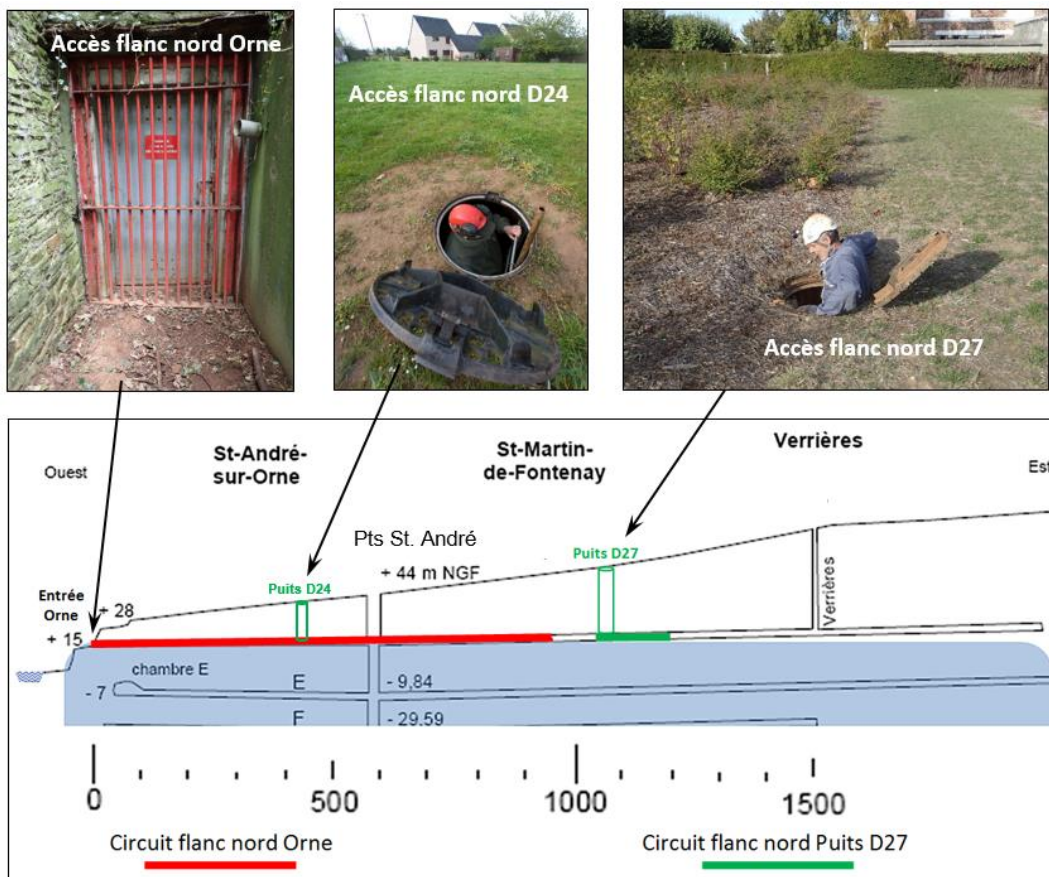 Accès flanc nord Orne
Accès flanc nord D24
Accès flanc nord D27
Ouest
St-André-
sur-Orne
St-Martin-
de-Fontenay
Verrières
Est
Pts St. André
Puits D27
+ 44 m NGF
Puits D24
Entrée
Orne
+ 28
+ 15
Verrières
chambre E
- 7
E
- 9,84
F
- 29,59
0
500
1000
1500
Circuit flanc nord Orne
Circuit flanc nord Puits D27